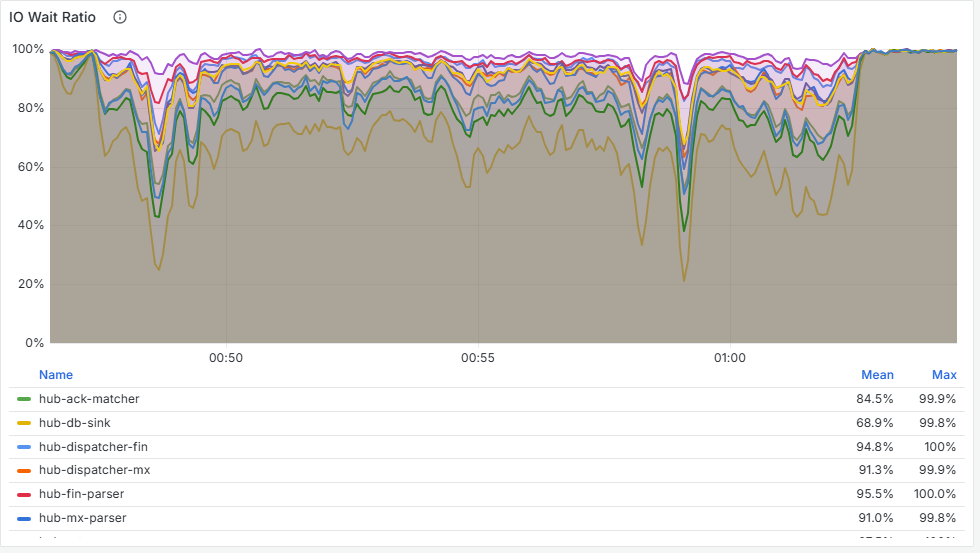 IO Wait Ratio
100%
80%
60%
40%
20%
0%
00:50 00:55 01:00
Name Mean Max
hub-ack-matcher 84.5% 99.9%
hub-db-sink 68.9% 99.8%
hub-dispatcher-fin 94.8% 100%
hub-dispatcher-mx 91.3% 99.9%
hub-fin-parser 95.5% 100.0%
hub-mx-parser 91.0% 99.8%